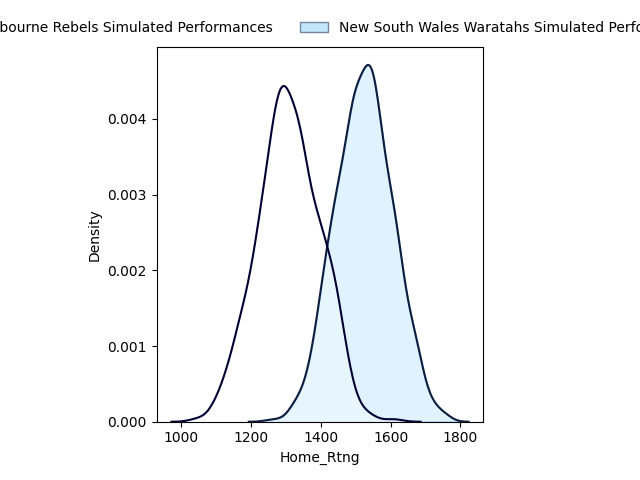 bourne Rebels Simulated Performances
New South Wales Waratahs Simulated Perfo
0.004
0.003
0.002
0.001
0.000
Density
1000 1200 1400 1600 1800
Home_Rtng